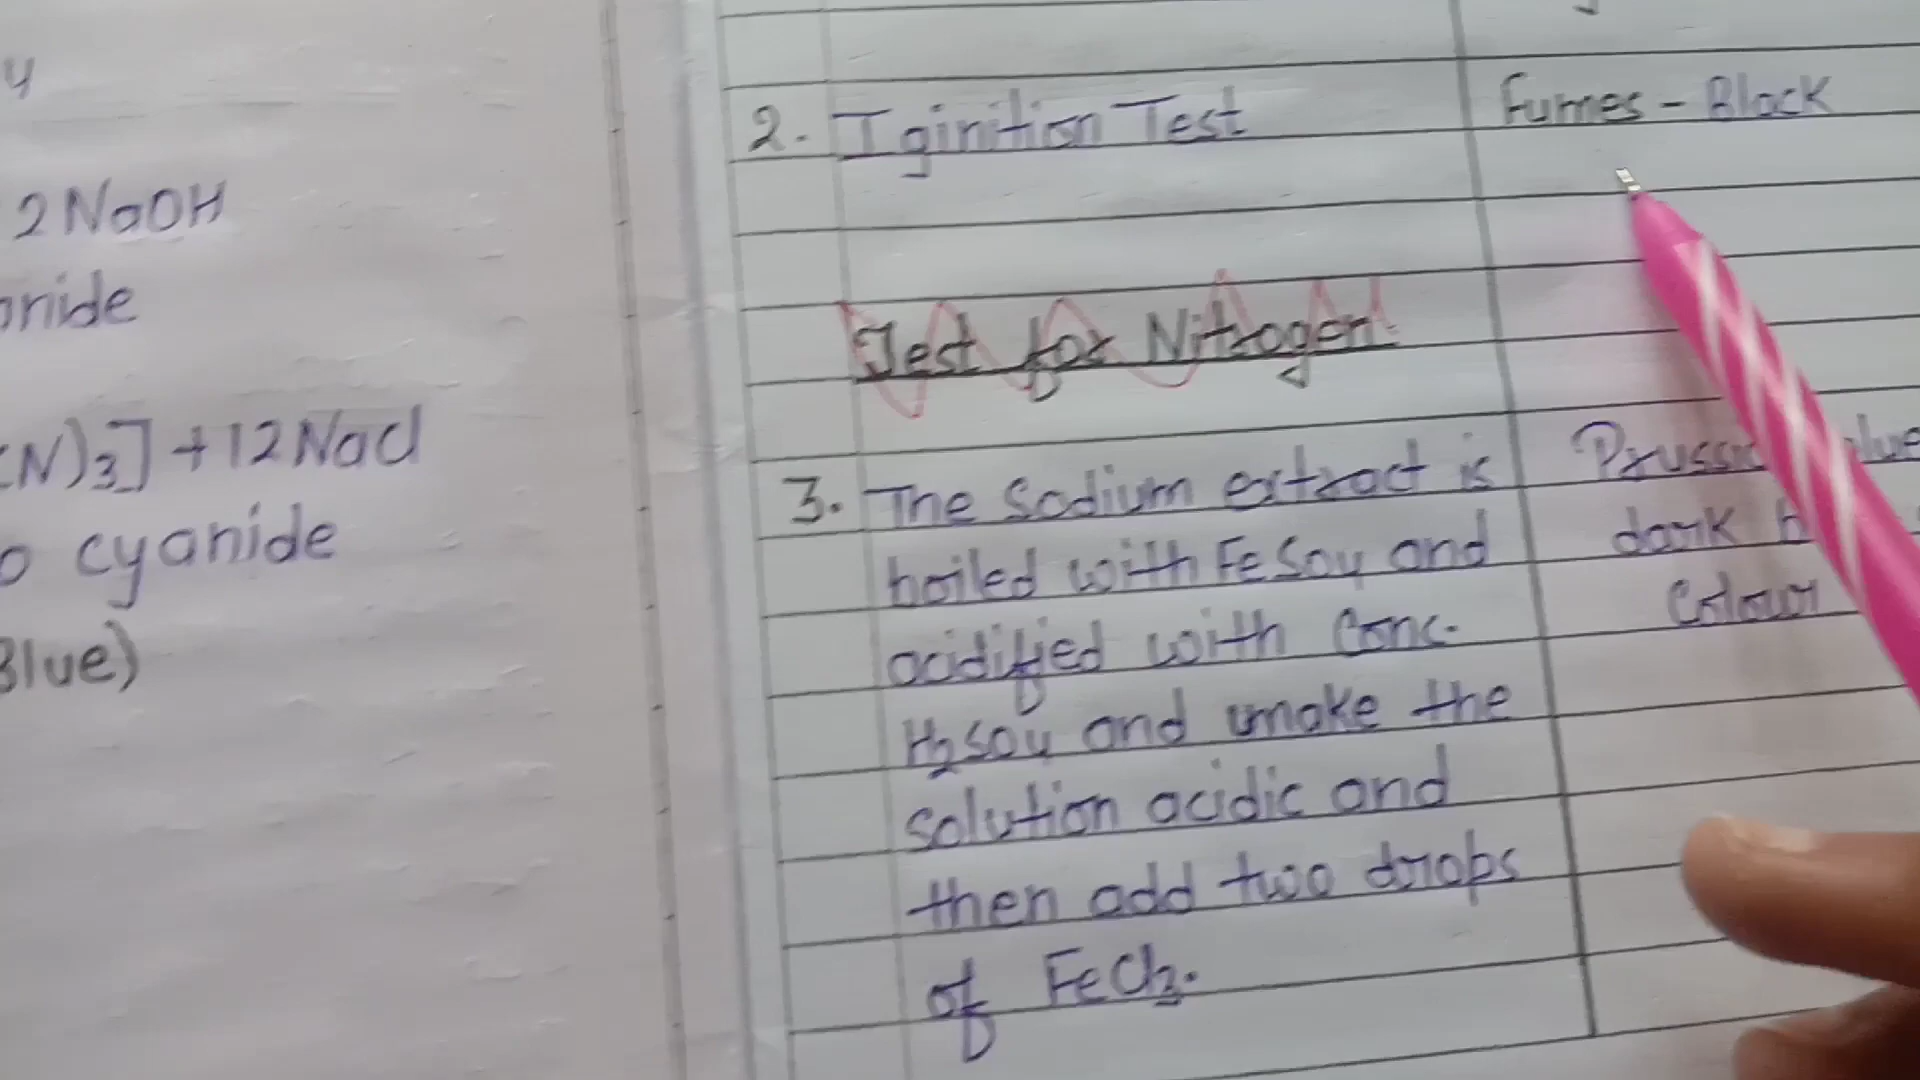 2NaOH
N)3] + 12NaCl
cyanide
Blue)
2. Iginition Test
Fumes - Black
Test for Nitrogen
3. The Sodium extract is
boiled with FeSO4 and
acidified with Conc.
H2SO4 and make the
solution acidic and
then add two drops
of FeCl3.
dark
Colour